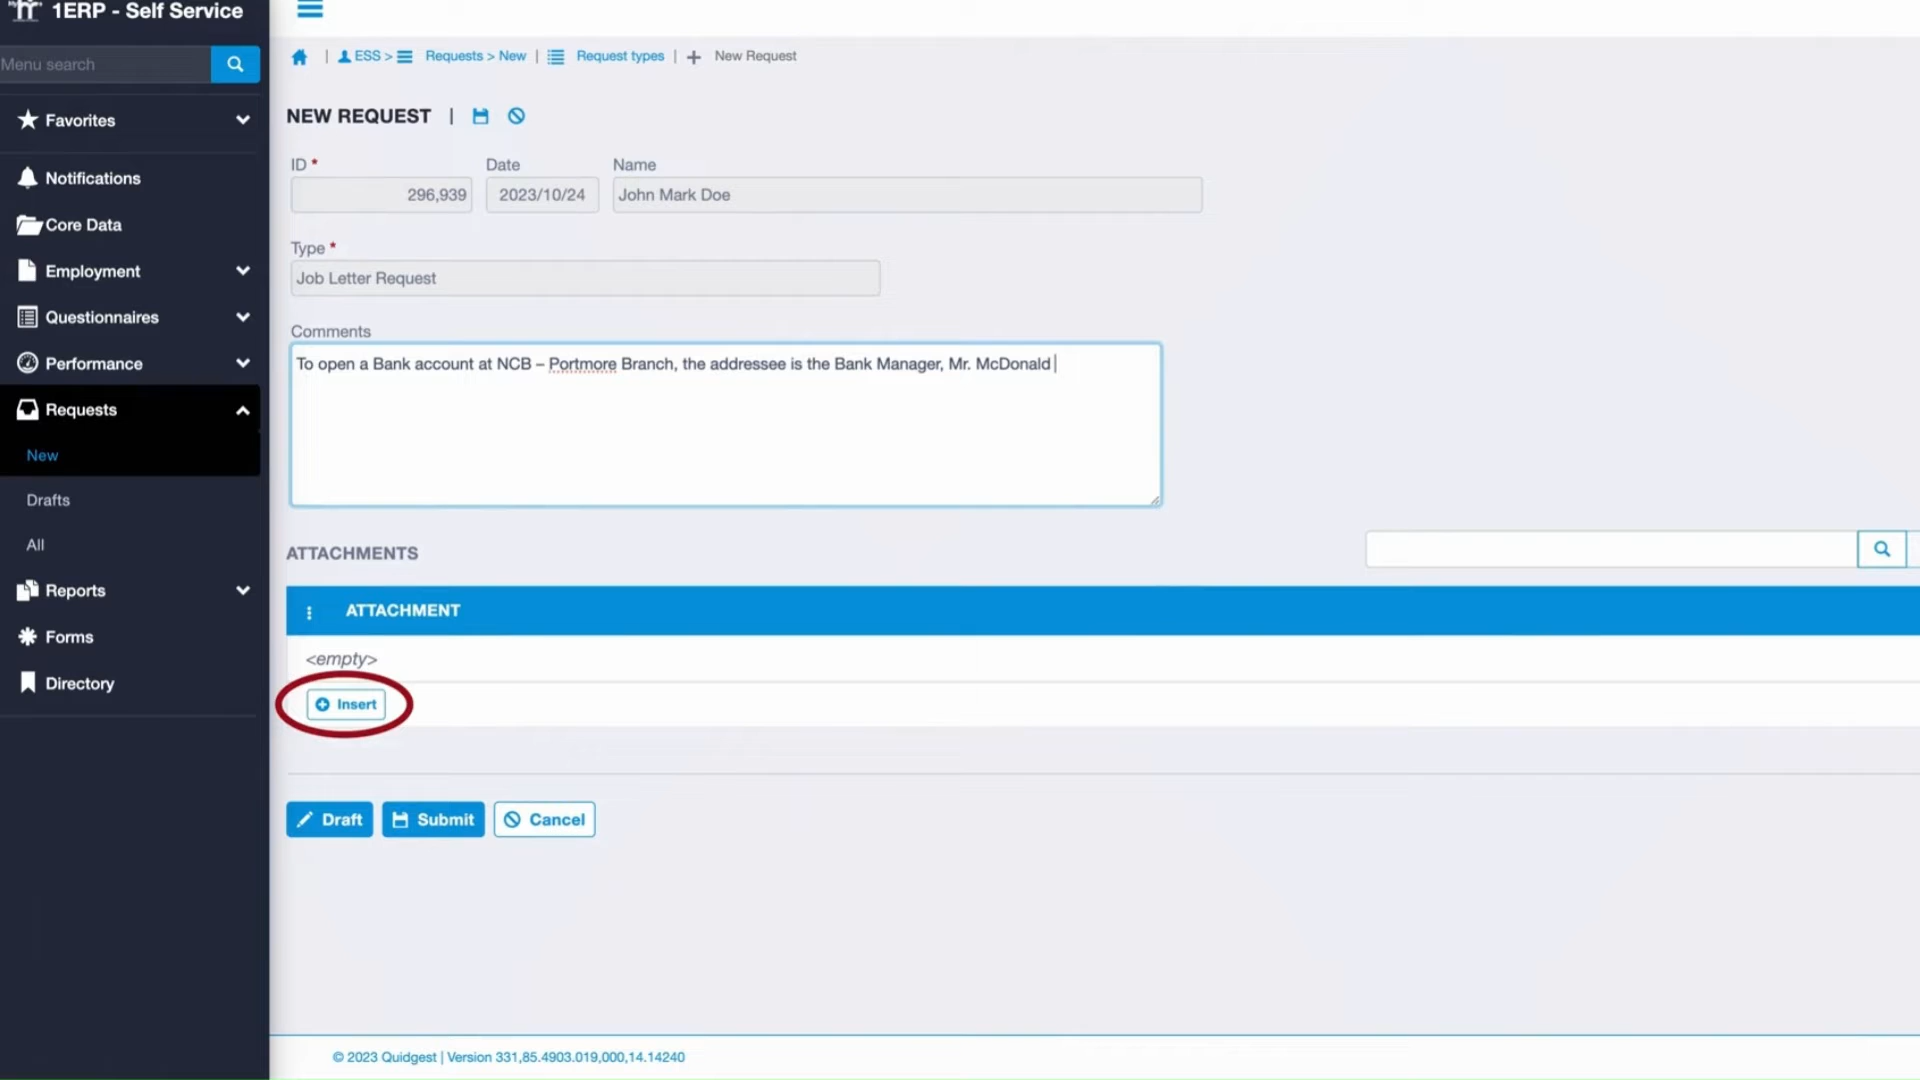 1ERP - Self Service
Menu search
Favorites
Notifications
Core Data
Employment
Questionnaires
Performance
Requests
New
Drafts
All
Reports
Forms
Directory
ESS > Requests > New | Request types | New Request
NEW REQUEST |
ID * Date Name
296,939 2023/10/24 John Mark Doe
Type *
Job Letter Request
Comments
To open a Bank account at NCB – Portmore Branch, the addressee is the Bank Manager, Mr. McDonald
ATTACHMENTS
ATTACHMENT
<empty>
Insert
Draft Submit Cancel
© 2023 Quidgest | Version 331,85.4903.019,000,14.14240